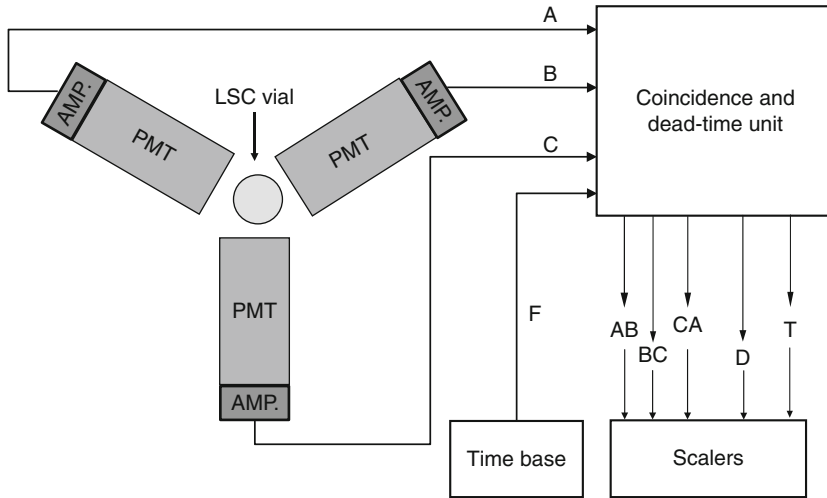 A
B
C
LSC vial
AMP.
PMT
PMT
AMP.
Coincidence and
dead-time unit
PMT
AMP.
F
AB
BC
CA
D
T
Time base
Scalers